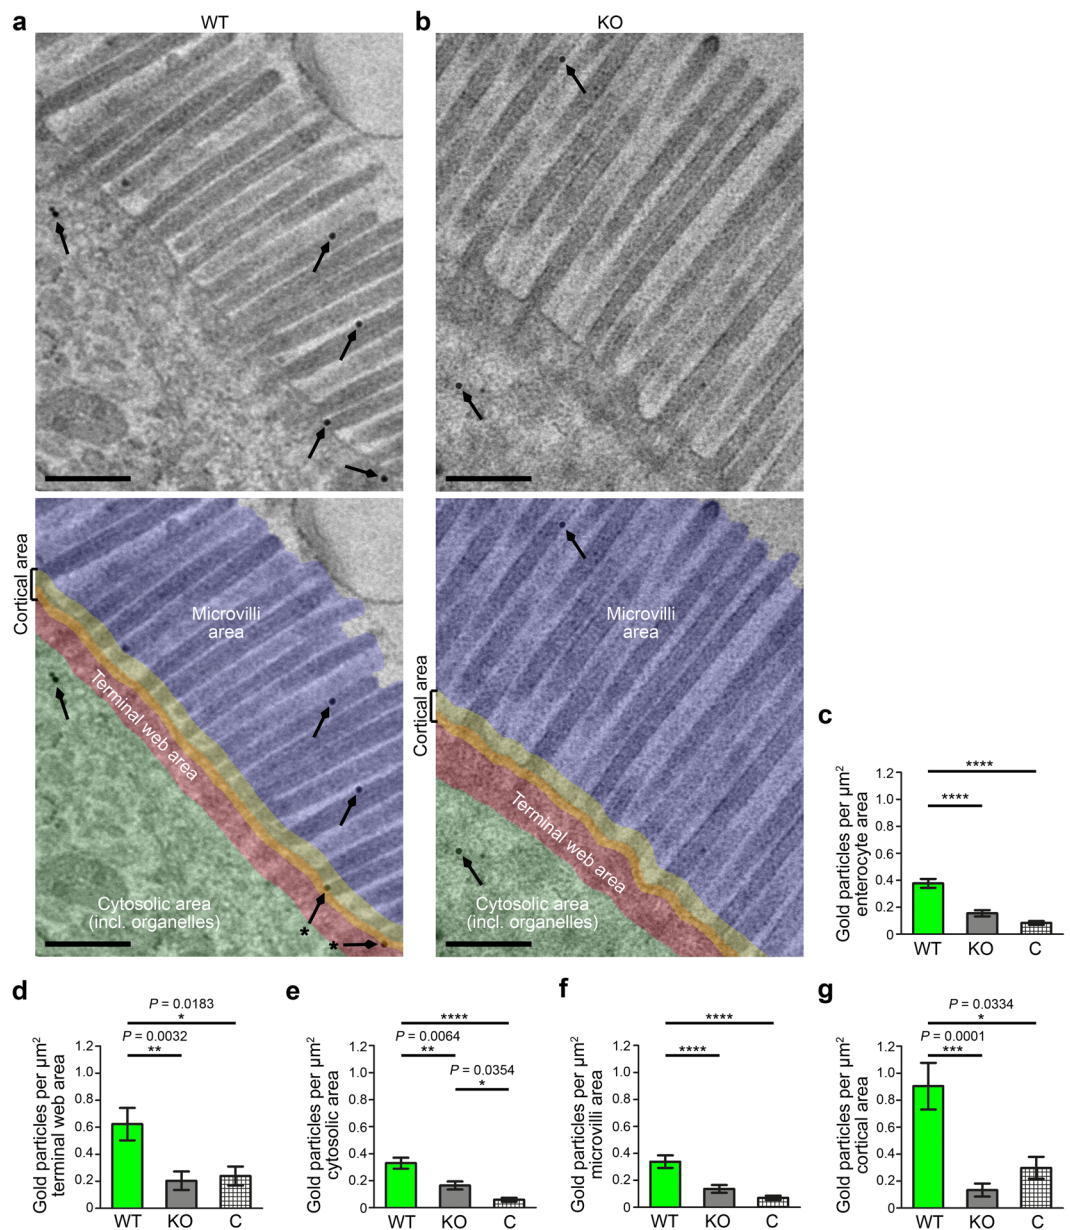 a
WT
b
KO
Cortical area
Microvilli
area
Terminal web area
Cytosolic area
(incl. organelles)
*
*
Cortical area
Microvilli
area
Terminal web area
Cytosolic area
(incl. organelles)
c
Gold particles per µm²
enterocyte area
1.2
1.0
0.8
0.6
0.4
0.2
0
****
****
WT KO C
d
Gold particles per µm²
terminal web area
1.2
1.0
0.8
0.6
0.4
0.2
0
P = 0.0183
*
P = 0.0032
**
WT KO C
e
Gold particles per µm²
cytosolic area
1.2
1.0
0.8
0.6
0.4
0.2
0
****
P = 0.0064
**
P = 0.0354
*
WT KO C
f
Gold particles per µm²
microvilli area
1.2
1.0
0.8
0.6
0.4
0.2
0
****
****
WT KO C
g
Gold particles per µm²
cortical area
1.2
1.0
0.8
0.6
0.4
0.2
0
P = 0.0334
*
P = 0.0001
***
WT KO C